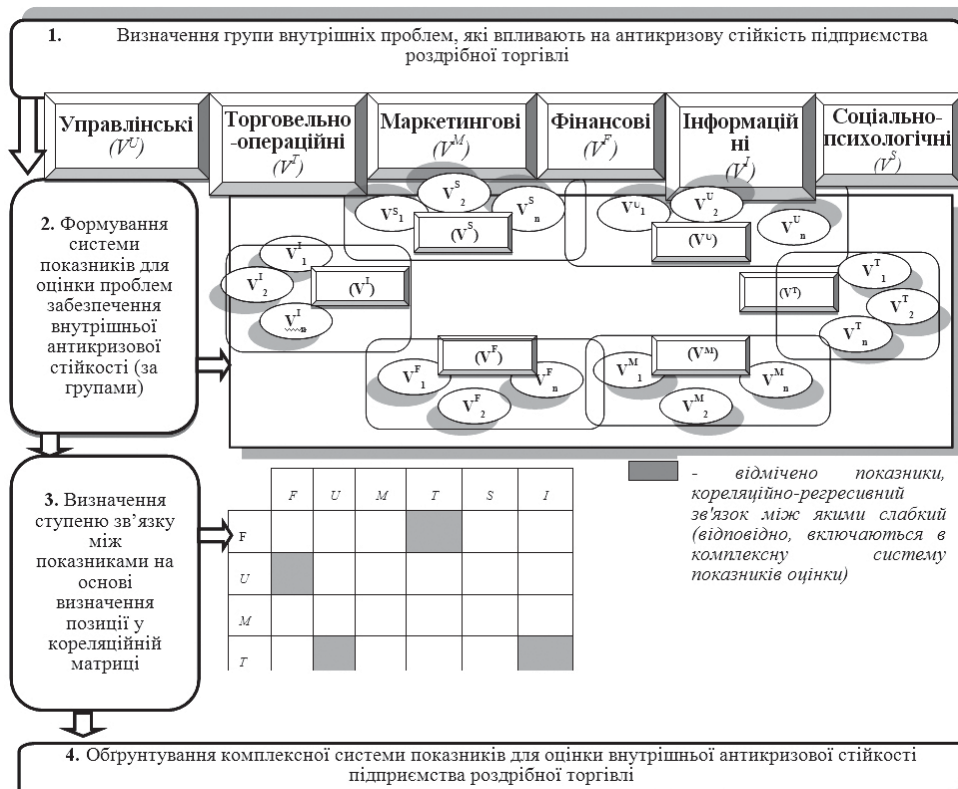 1. Визначення групи внутрішніх проблем, які впливають на антикризову стійкість підприємства
роздрібної торгівлі
Управлінські
(V^U)
Торговельно
-операційні
(V^T)
Маркетингові
(V^M)
Фінансові
(V^F)
Інформацій
ні
(V^I)
Соціально-
психологічні
(V^S)
2. Формування
системи
показників для
оцінки проблем
забезпечення
внутрішньої
антикризової
стійкості (за
групами)
V^S_1
V^S_2
V^S_n
(V^S)
V^U_1
V^U_2
V^U_n
(V^U)
V^I_1
V^I_2
V^I_n
(V^I)
V^T_1
V^T_2
V^T_n
(V^T)
V^F_1
V^F_2
V^F_n
(V^F)
V^M_1
V^M_2
V^M_n
(V^M)
3. Визначення
ступеню зв’язку
між
показниками на
основі
визначення
позиції у
кореляційній
матриці
F U M T S I
F
U
M
T
- відмічено показники,
кореляційно-регресивний
зв'язок між якими слабкий
(відповідно, включаються в
комплексну систему
показників оцінки)
4. Обґрунтування комплексної системи показників для оцінки внутрішньої антикризової стійкості
підприємства роздрібної торгівлі